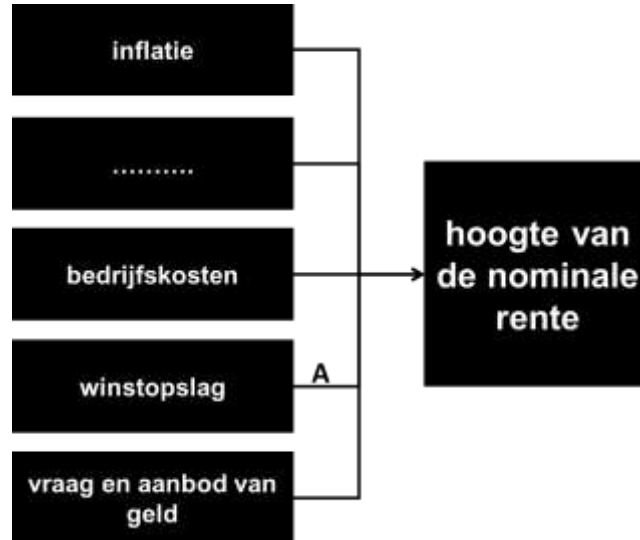 inflatie
..........
bedrijfskosten
winstopslag
A
vraag en aanbod van
geld
hoogte van
de nominale
rente